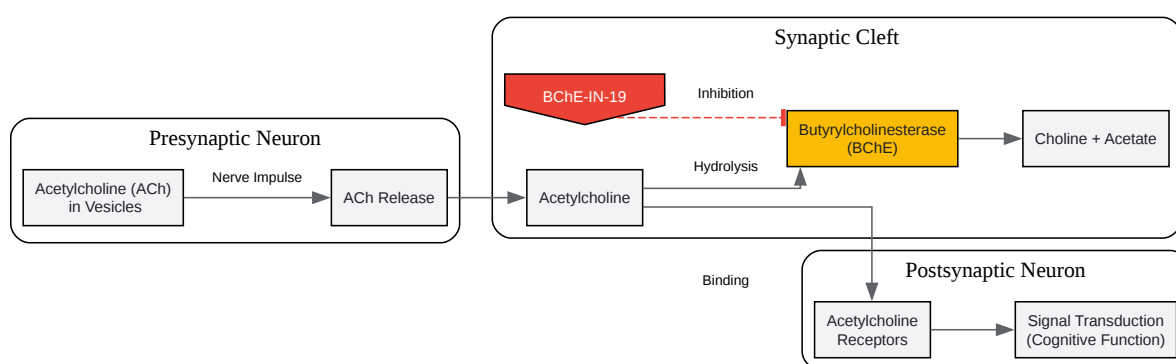 Synaptic Cleft
BChE-IN-19
Inhibition
Butyrylcholinesterase
(BChE)
Choline + Acetate
Presynaptic Neuron
Acetylcholine (ACh)
in Vesicles
Nerve Impulse
ACh Release
Acetylcholine
Hydrolysis
Binding
Postsynaptic Neuron
Acetylcholine
Receptors
Signal Transduction
(Cognitive Function)